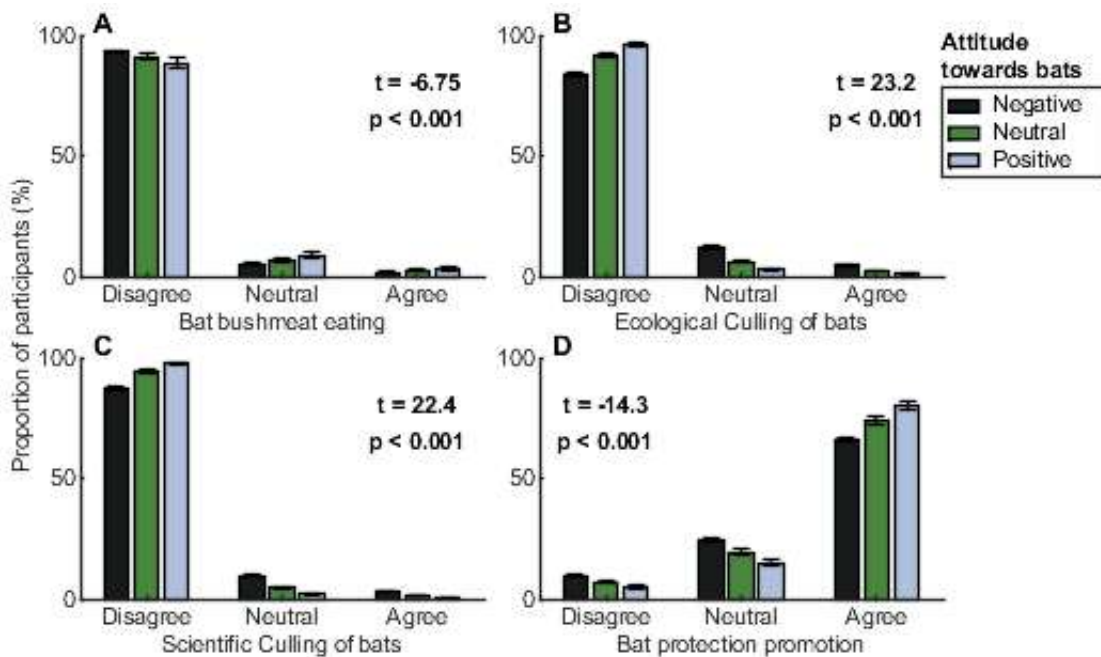 Proportion of participants (%)
A
100
50
0
t = -6.75
p < 0.001
Disagree Neutral Agree
Bat bushmeat eating
B
100
50
0
t = 23.2
p < 0.001
Disagree Neutral Agree
Ecological Culling of bats
Attitude
towards bats
Negative
Neutral
Positive
C
100
50
0
t = 22.4
p < 0.001
Disagree Neutral Agree
Scientific Culling of bats
D
100
50
0
t = -14.3
p < 0.001
Disagree Neutral Agree
Bat protection promotion